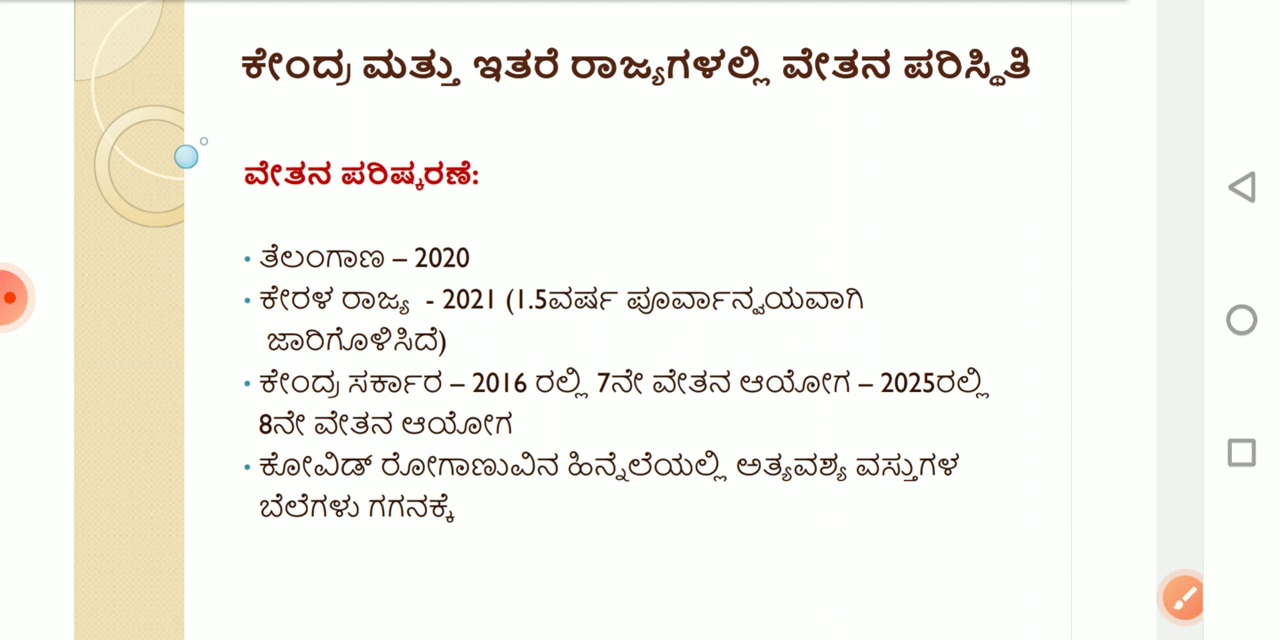 ಕೇಂದ್ರ ಮತ್ತು ಇತರೆ ರಾಜ್ಯಗಳಲ್ಲಿ ವೇತನ ಪರಿಸ್ಥಿತಿ
ವೇತನ ಪರಿಷ್ಕರಣೆ:
• ತೆಲಂಗಾಣ – 2020
• ಕೇರಳ ರಾಜ್ಯ - 2021 (1.5ವರ್ಷ ಪೂರ್ವಾನ್ವಯವಾಗಿ
ಜಾರಿಗೊಳಿಸಿದೆ)
• ಕೇಂದ್ರ ಸರ್ಕಾರ – 2016 ರಲ್ಲಿ 7ನೇ ವೇತನ ಆಯೋಗ – 2025ರಲ್ಲಿ
8ನೇ ವೇತನ ಆಯೋಗ
• ಕೋವಿಡ್ ರೋಗಾಣುವಿನ ಹಿನ್ನೆಲೆಯಲ್ಲಿ ಅತ್ಯವಶ್ಯ ವಸ್ತುಗಳ
ಬೆಲೆಗಳು ಗಗನಕ್ಕೆ